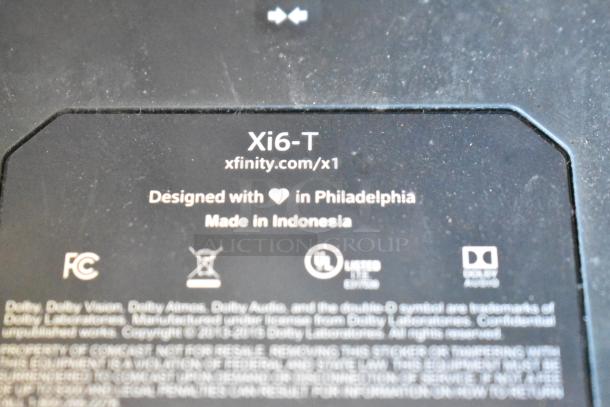 Xi6-T
xfinity.com/x1
Designed with in Philadelphia
Made in Indonesia
AUCTION GROUP
FC
UL LISTED
DOLBY
AUDIO
Dolby, Dolby Vision, Dolby Atmos, Dolby Audio, and the double-D symbol are trademarks of
Dolby Laboratories. Manufactured under license from Dolby Laboratories. Confidential
unpublished works. Copyright © 2013-2015 Dolby Laboratories. All rights reserved.
PROPERTY OF COMCAST NOT FOR RESALE. REMOVING THIS STICKER OR TAMPERING WITH
THIS EQUIPMENT IS A VIOLATION OF FEDERAL AND STATE LAW. THIS EQUIPMENT MUST BE